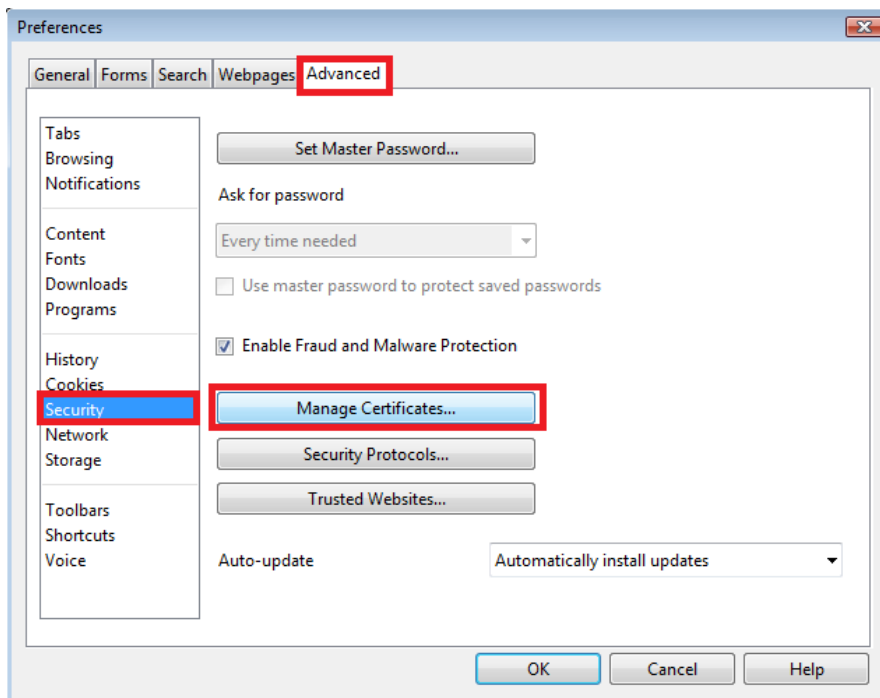 Preferences
General Forms Search Webpages Advanced
Tabs
Browsing
Notifications
Content
Fonts
Downloads
Programs
History
Cookies
Security
Network
Storage
Toolbars
Shortcuts
Voice
Set Master Password...
Ask for password
Every time needed
Use master password to protect saved passwords
Enable Fraud and Malware Protection
Manage Certificates...
Security Protocols...
Trusted Websites...
Auto-update Automatically install updates
OK Cancel Help